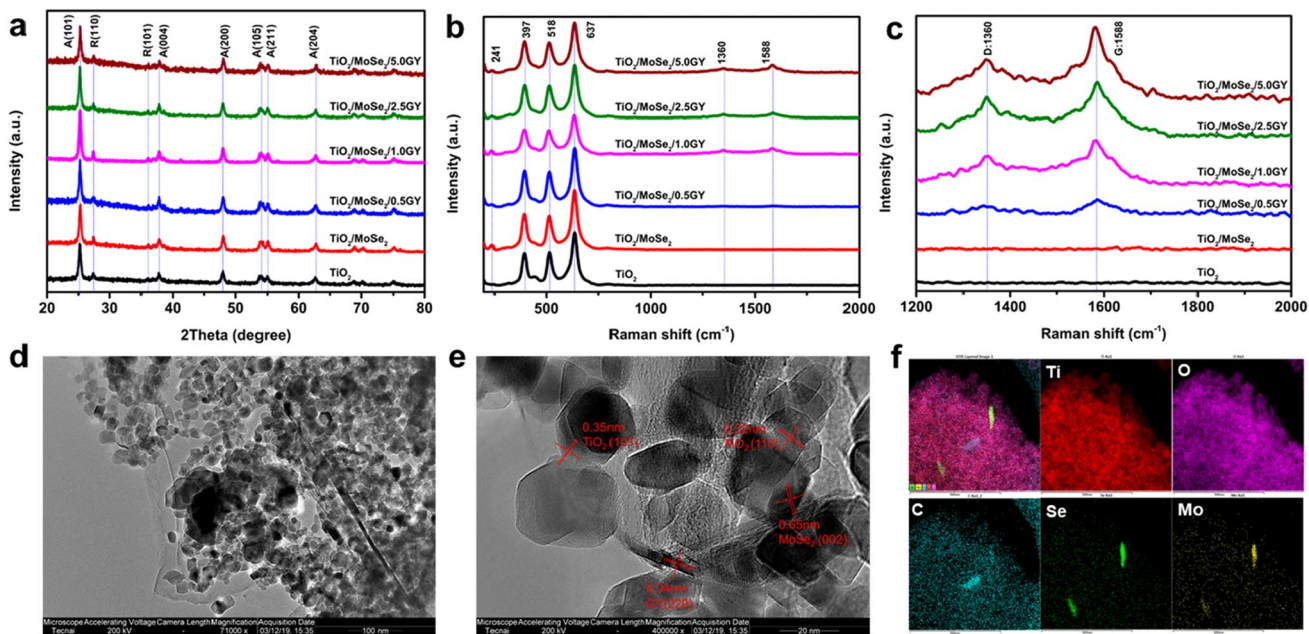 a
A(101)
R(110)
R(101)
A(004)
A(200)
A(105)
A(211)
A(204)
TiO₂/MoSe₂/5.0GY
TiO₂/MoSe₂/2.5GY
TiO₂/MoSe₂/1.0GY
TiO₂/MoSe₂/0.5GY
TiO₂/MoSe₂
TiO₂
Intensity (a.u.)
20 30 40 50 60 70 80
2Theta (degree)
b
241
397
518
637
1360
1588
TiO₂/MoSe₂/5.0GY
TiO₂/MoSe₂/2.5GY
TiO₂/MoSe₂/1.0GY
TiO₂/MoSe₂/0.5GY
TiO₂/MoSe₂
TiO₂
Intensity (a.u.)
500 1000 1250 1500 2000
Raman shift (cm⁻¹)
c
D:1360
G:1588
TiO₂/MoSe₂/5.0GY
TiO₂/MoSe₂/2.5GY
TiO₂/MoSe₂/1.0GY
TiO₂/MoSe₂/0.5GY
TiO₂/MoSe₂
TiO₂
Intensity (a.u.)
1200 1400 1600 1800 2000
Raman shift (cm⁻¹)
d
Microscope Accelerating Voltage Camera Length Magnification Acquisition Date
Tecnai 200 kV 71000 x 03/12/19, 15:35 100 nm
e
0.35nm
TiO₂ (101)
0.32nm
TiO₂ (110)
0.65nm
MoSe₂ (002)
0.34nm
GY(220)
Microscope Accelerating Voltage Camera Length Magnification Acquisition Date
Tecnai 200 kV 400000 x 03/12/19, 15:35 20 nm
f
EDS Layered Image 1
Ti
O
C
Se
Mo